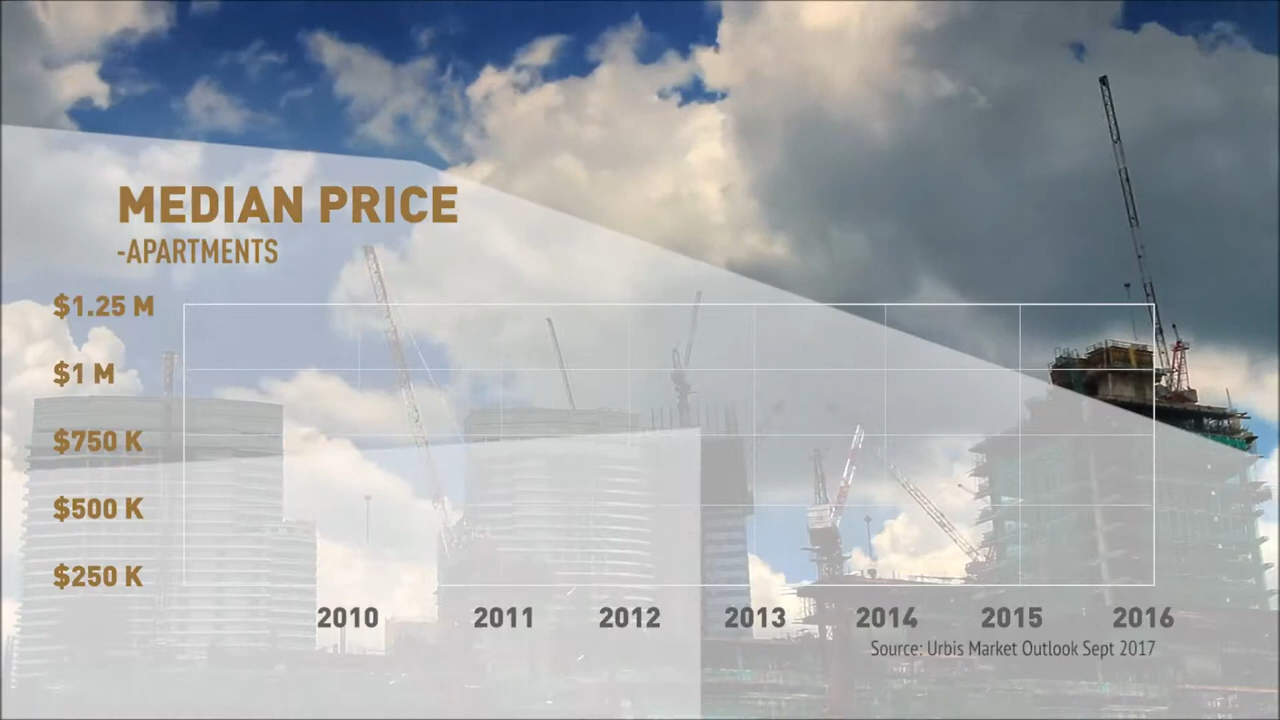 MEDIAN PRICE
-APARTMENTS
$1.25 M
$1 M
$750 K
$500 K
$250 K
2010 2011 2012 2013 2014 2015 2016
Source: Urbis Market Outlook Sept 2017